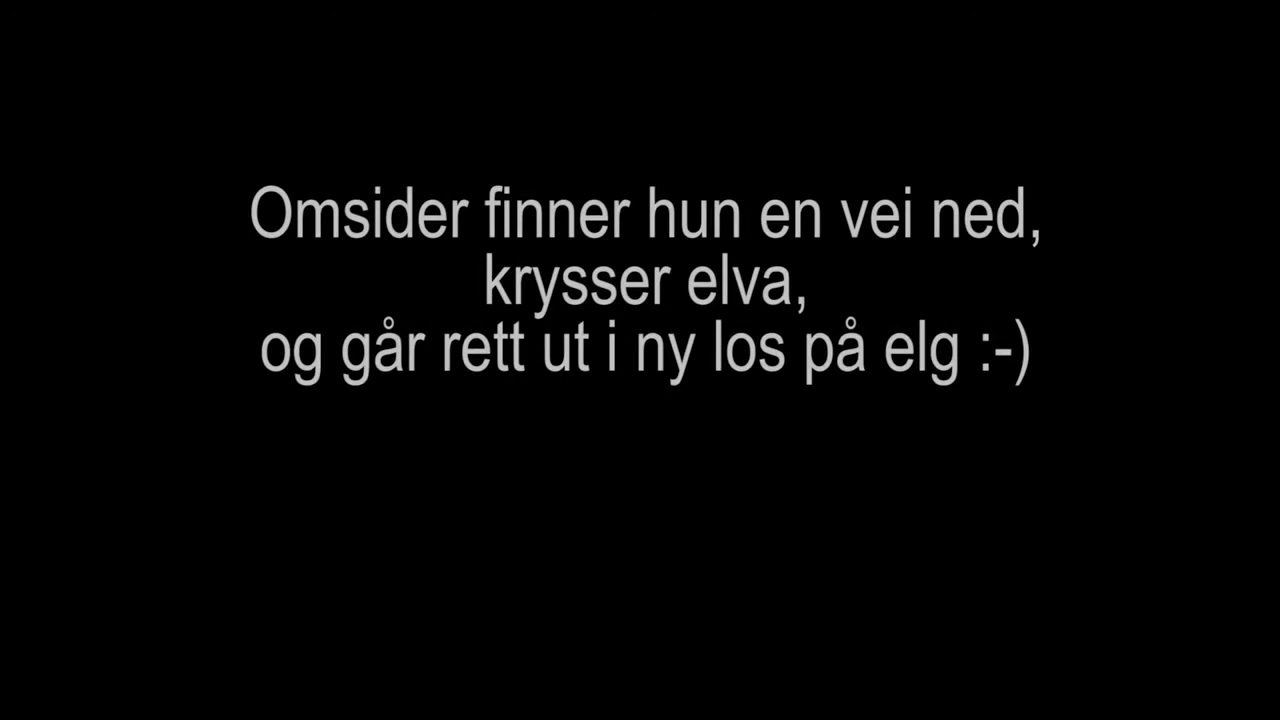 Omsider finner hun en vei ned,
krysser elva,
og går rett ut i ny los på elg :-)